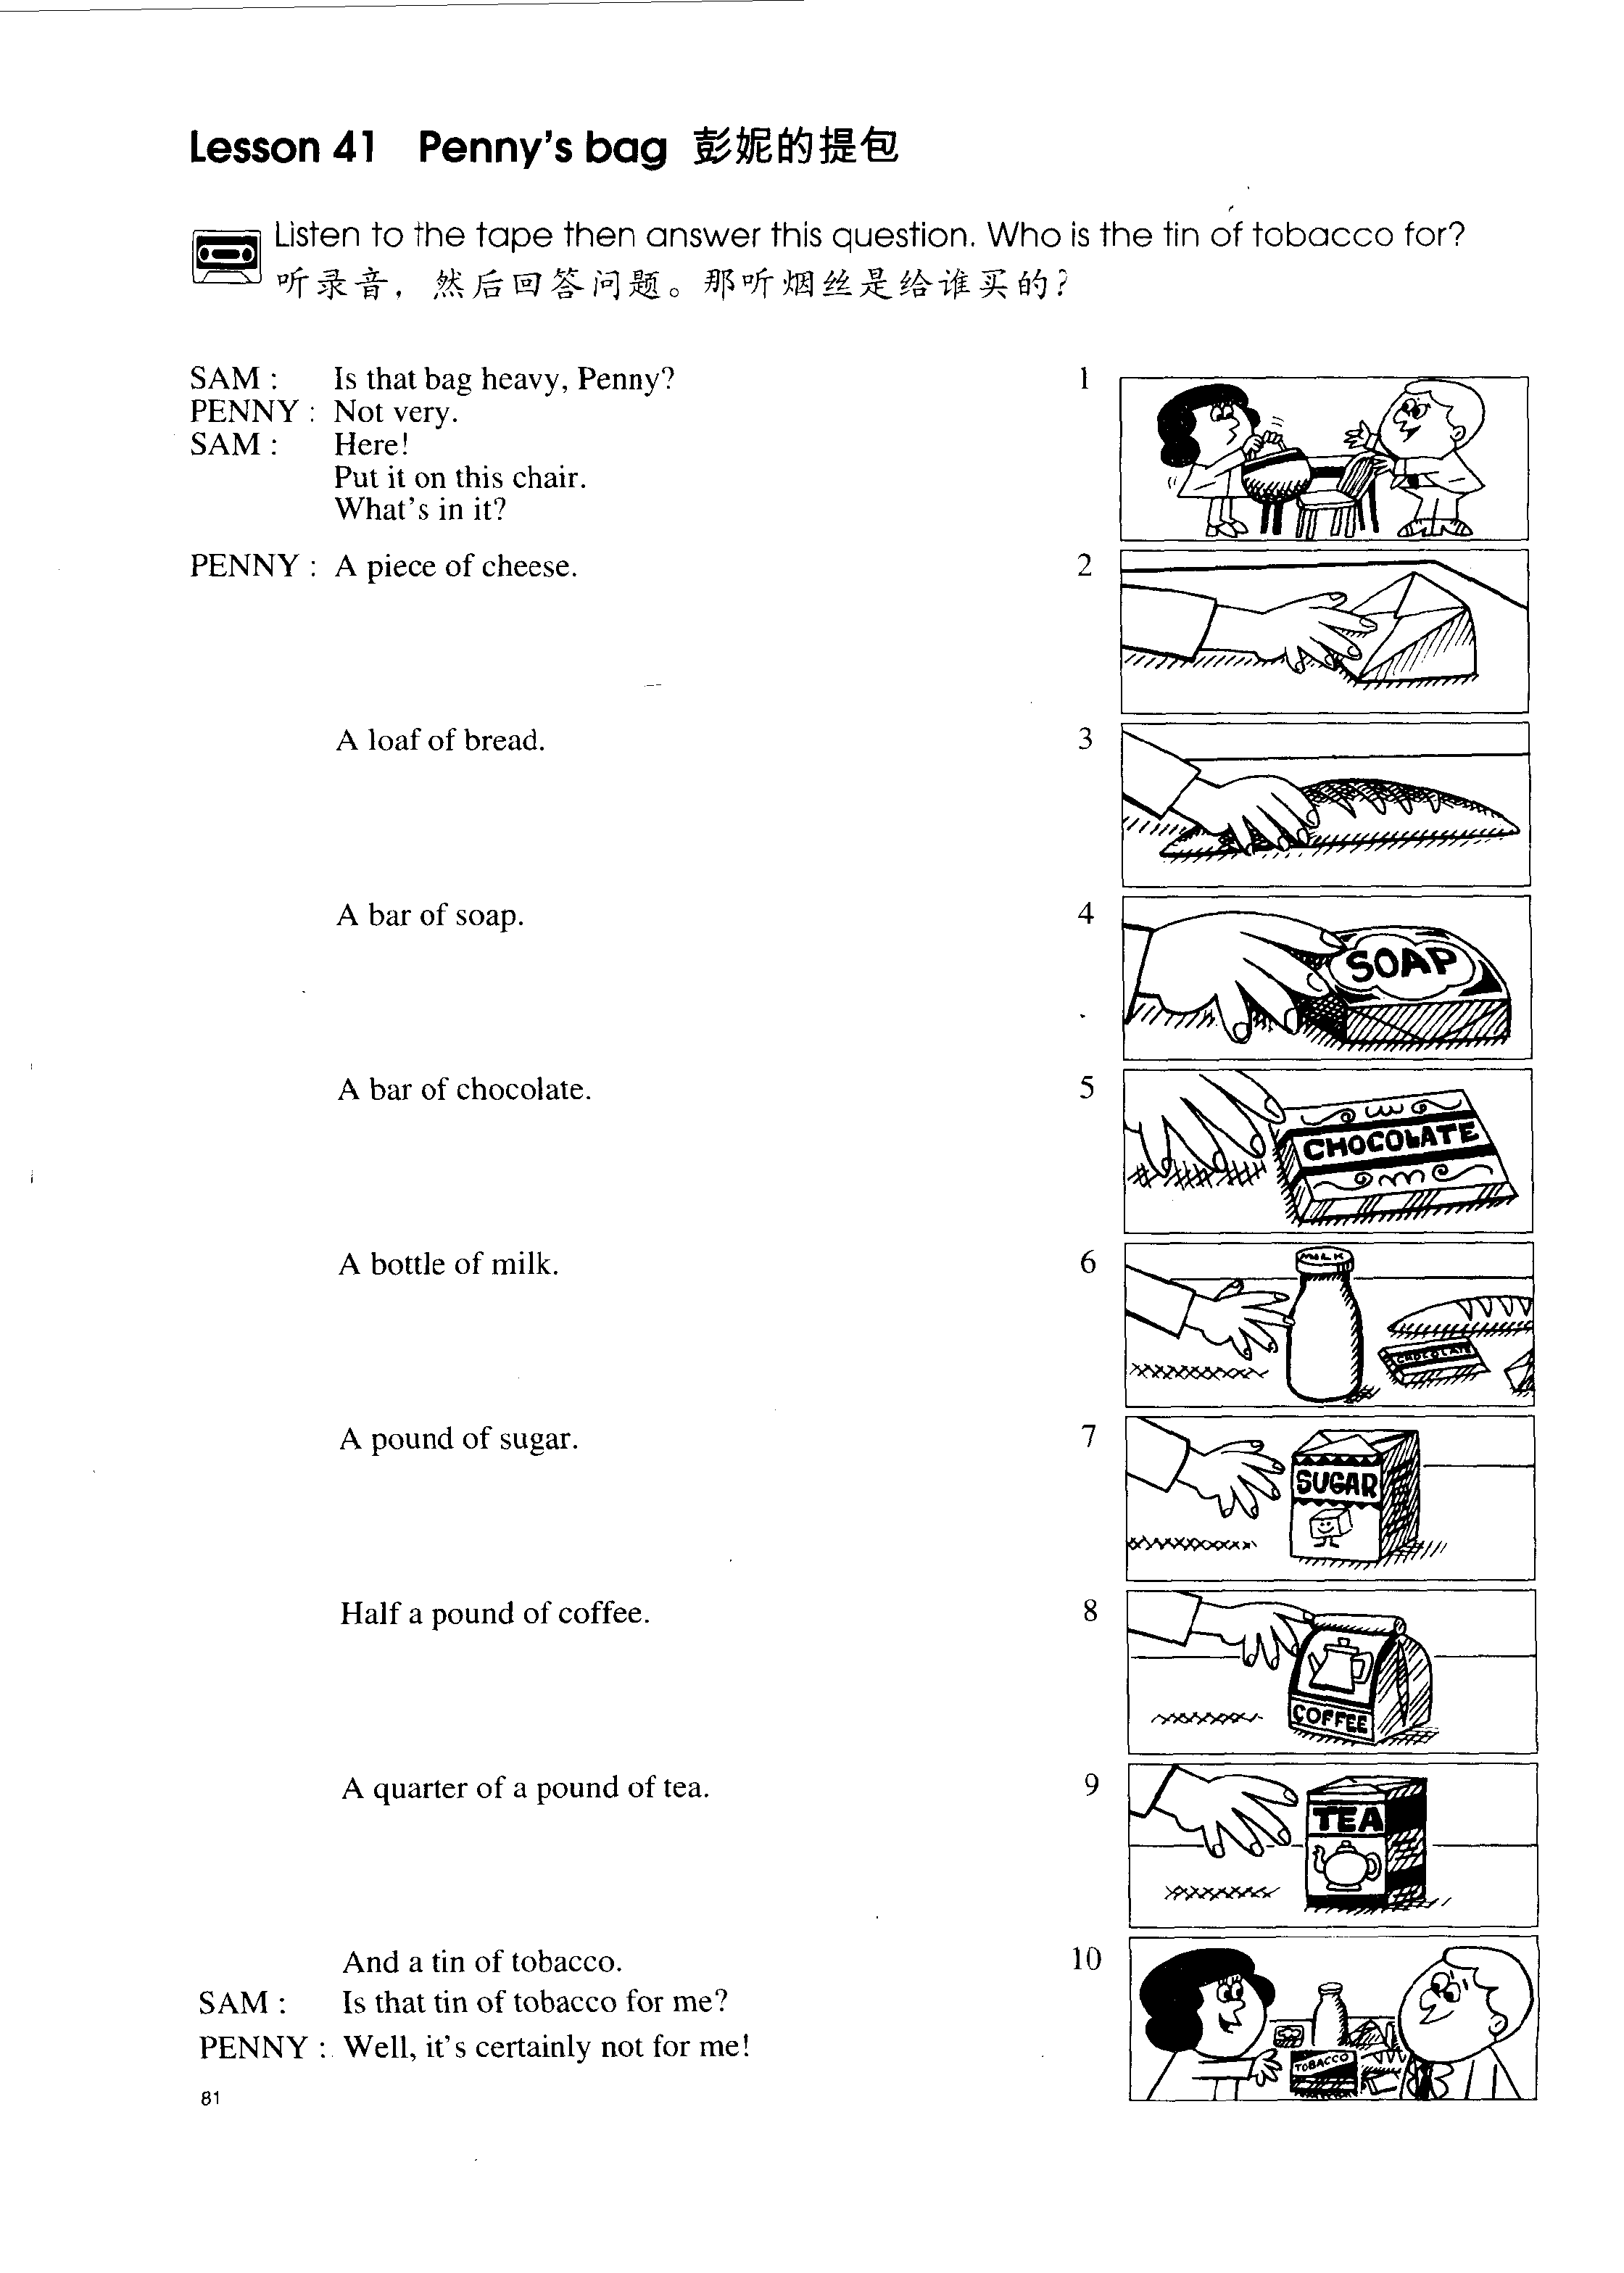 Lesson 41 Penny's bag 彭妮的提包
Listen to the tape then answer this question. Who is the tin of tobacco for?
听录音，然后回答问题。那听烟丝是给谁买的？
SAM : Is that bag heavy, Penny?
PENNY : Not very.
SAM : Here!
Put it on this chair.
What's in it?
1
PENNY : A piece of cheese.
2
A loaf of bread.
3
A bar of soap.
4
SOAP
A bar of chocolate.
5
CHOCOLATE
A bottle of milk.
6
MILK
CHOCOLATE
A pound of sugar.
7
SUGAR
Half a pound of coffee.
8
COFFEE
A quarter of a pound of tea.
9
TEA
And a tin of tobacco.
10
SAM : Is that tin of tobacco for me?
PENNY : Well, it's certainly not for me!
TOBACCO
81